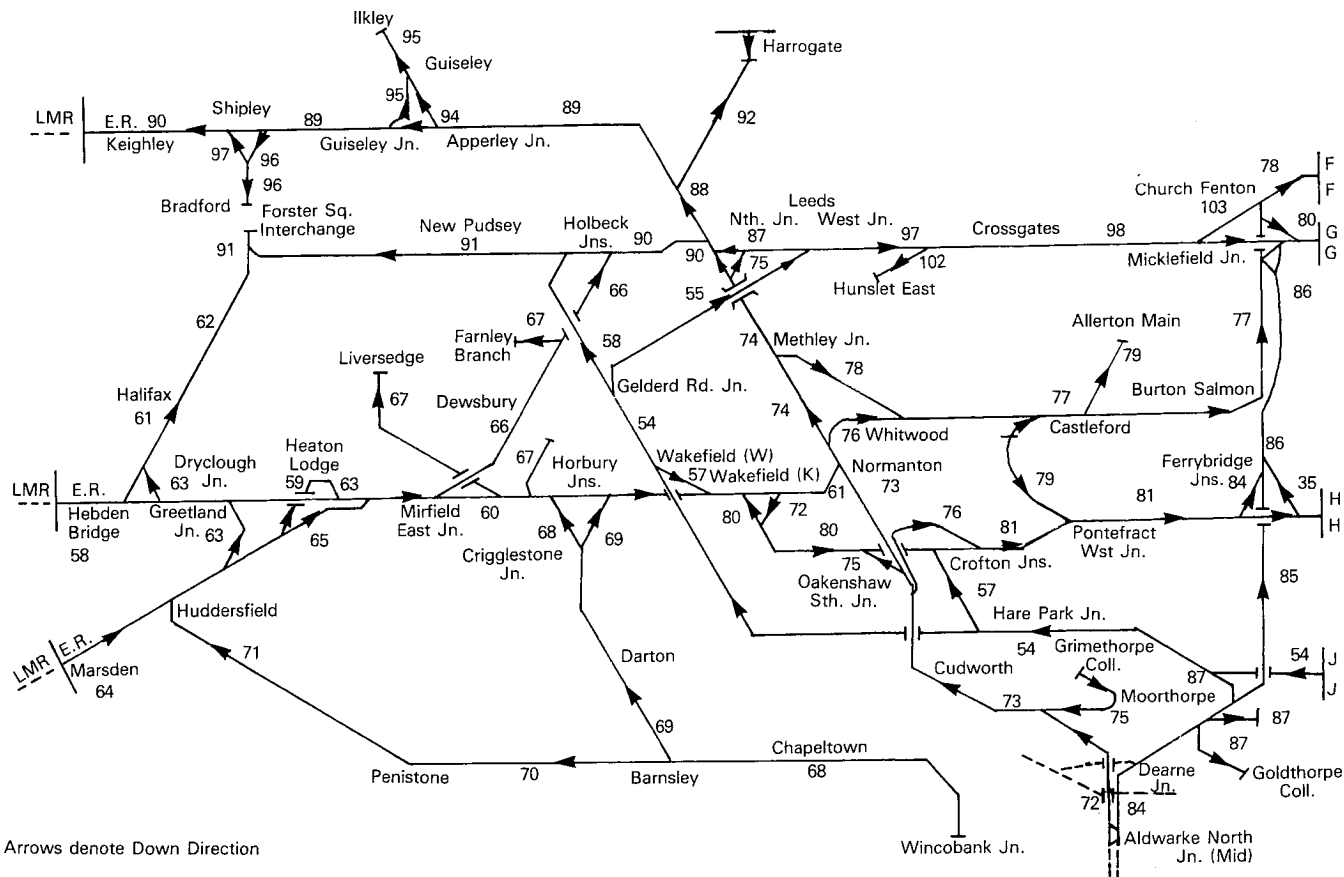 Ilkley
95
Guiseley
Harrogate
LMR
E.R. 90
Keighley
Shipley
89
95
94
89
Guiseley Jn.
Apperley Jn.
92
97
96
96
Bradford
Forster Sq.
Interchange
91
New Pudsey
91
Holbeck
Jns.
90
88
90
Leeds
Nth. Jn.
West Jn.
87
75
97
Crossgates
98
102
Hunslet East
Church Fenton
78
103
F
F
80
G
G
Micklefield Jn.
86
62
66
55
67
Farnley
Branch
58
Gelderd Rd. Jn.
74
Methley Jn.
78
Allerton Main
79
77
Liversedge
67
Dewsbury
66
54
74
77
Burton Salmon
Halifax
61
76
Whitwood
Castleford
Heaton
Lodge
Dryclough
Jn.
63
59
63
67
Horbury
Jns.
Wakefield (W)
57
Wakefield (K)
Normanton
73
61
79
86
Ferrybridge
Jns.
84
35
LMR
E.R.
Hebden
Bridge
58
Greetland
Jn.
63
65
Mirfield
East Jn.
60
68
69
Crigglestone
Jn.
72
80
80
75
76
81
Crofton Jns.
81
Pontefract
Wst Jn.
H
H
Oakenshaw
Sth. Jn.
57
85
Huddersfield
Hare Park Jn.
LMR
E.R.
Marsden
64
71
Darton
54
Grimethorpe
Coll.
87
54
J
J
Cudworth
Moorthorpe
73
75
87
87
69
Penistone
70
Barnsley
Chapeltown
68
Dearne
Jn.
Goldthorpe
Coll.
72
84
Arrows denote Down Direction
Wincobank Jn.
Aldwarke North
Jn. (Mid)